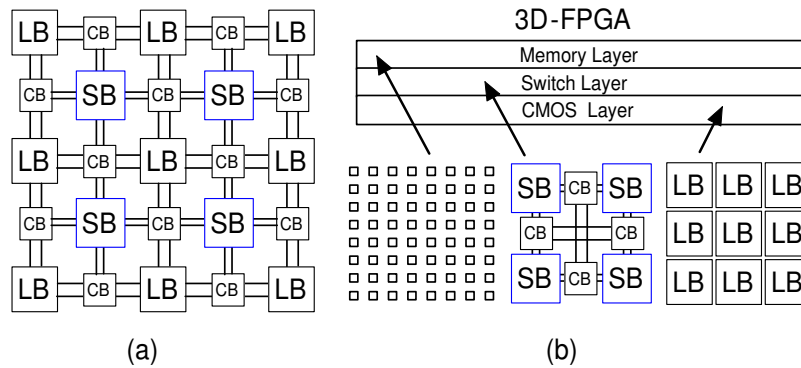 3D-FPGA
LB CB LB CB LB
Memory Layer
Switch Layer
CB SB CB SB CB
CMOS Layer
LB CB LB CB LB
SB CB SB LB LB LB
CB SB CB SB CB
CB CB LB LB LB
LB CB LB CB LB
SB CB SB LB LB LB
(a) (b)